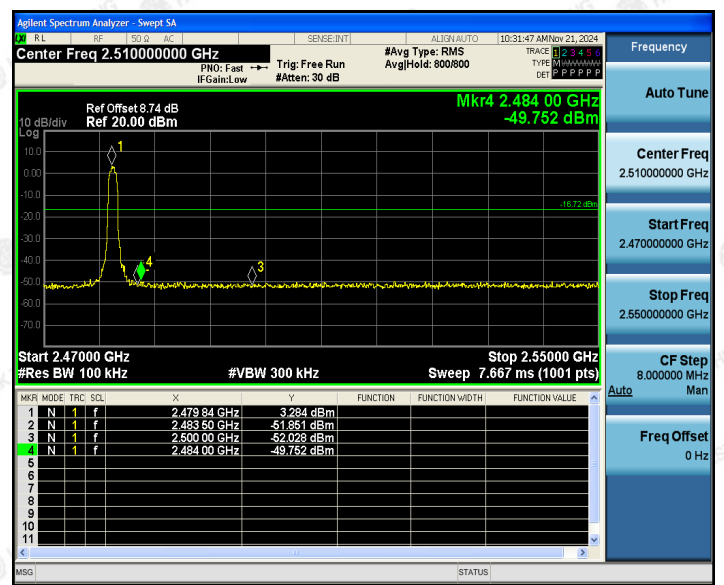 Agilent Spectrum Analyzer - Swept SA
LXI RL RF 50 Ω AC SENSE:INT ALIGN AUTO 10:31:47 AM Nov 21, 2024
Center Freq 2.510000000 GHz
PNO: Fast
IFGain:Low
Trig: Free Run
#Atten: 30 dB
#Avg Type: RMS
Avg|Hold: 800/800
TRACE 1 2 3 4 5 6
TYPE M WWWWW
DET P P P P P P
Ref Offset 8.74 dB
10 dB/div Ref 20.00 dBm
Log
Mkr4 2.484 00 GHz
-49.752 dBm
10.0
0.00
-10.0
-20.0
-30.0
-40.0
-50.0
-60.0
-70.0
1
4
3
-16.72 dBm
Start 2.47000 GHz Stop 2.55000 GHz
#Res BW 100 kHz #VBW 300 kHz Sweep 7.667 ms (1001 pts)
MKR MODE TRC SCL X Y FUNCTION FUNCTION WIDTH FUNCTION VALUE
1 N 1 f 2.479 84 GHz 3.284 dBm
2 N 1 f 2.483 50 GHz -51.851 dBm
3 N 1 f 2.500 00 GHz -52.028 dBm
4 N 1 f 2.484 00 GHz -49.752 dBm
5
6
7
8
9
10
11
MSG STATUS
Frequency
Auto Tune
Center Freq
2.510000000 GHz
Start Freq
2.470000000 GHz
Stop Freq
2.550000000 GHz
CF Step
8.000000 MHz
Auto Man
Freq Offset
0 Hz